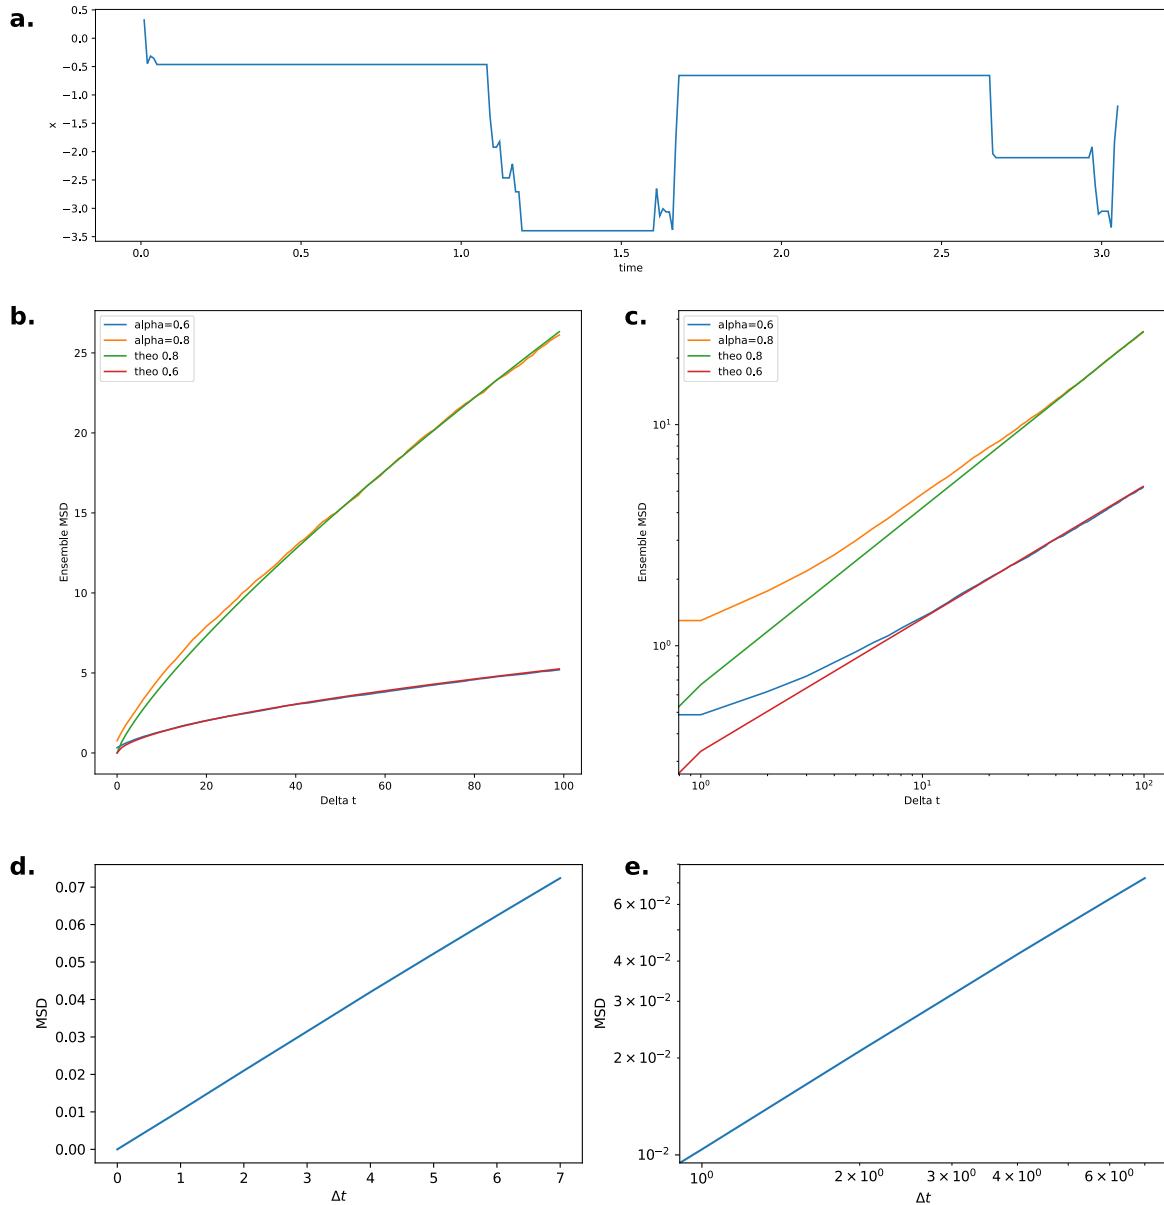 a.
0.5
0.0
−0.5
−1.0
−1.5
−2.0
−2.5
−3.0
−3.5
x
0.0
0.5
1.0
1.5
2.0
2.5
3.0
time
b.
alpha=0.6
alpha=0.8
theo 0.8
theo 0.6
25
20
15
10
5
0
Ensemble MSD
0
20
40
60
80
100
Delta t
c.
alpha=0.6
alpha=0.8
theo 0.8
theo 0.6
10¹
10⁰
Ensemble MSD
10⁰
10¹
10²
Delta t
d.
0.07
0.06
0.05
0.04
0.03
0.02
0.01
0.00
MSD
0
1
2
3
4
5
6
7
Δt
e.
6 × 10⁻²
4 × 10⁻²
3 × 10⁻²
2 × 10⁻²
10⁻²
MSD
10⁰
2 × 10⁰
3 × 10⁰
4 × 10⁰
6 × 10⁰
Δt